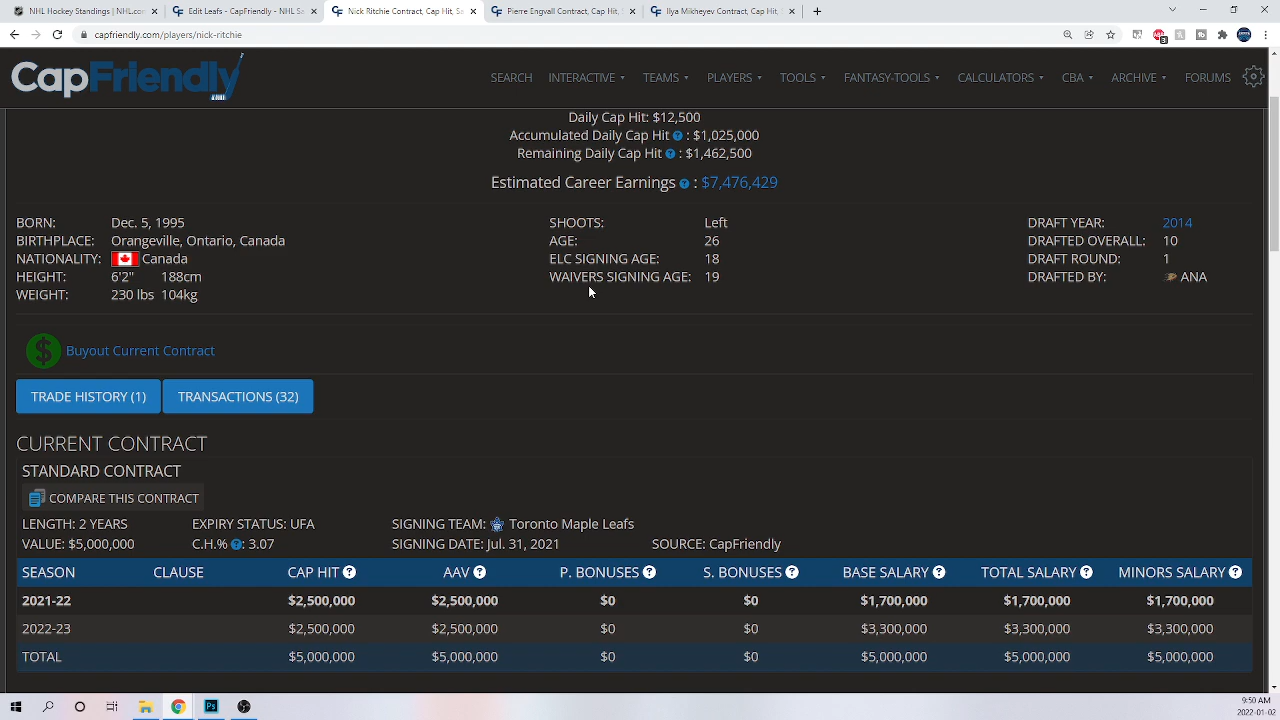 NHL Hockey Standings | NHL.com
Edit Leafs - CapFriendly - NHL Sa
Nick Ritchie Contract, Cap Hit, Sa
Pierre Engvall Contract, Cap Hit,
Ilya Mikheyev Contract, Cap Hit,
capfriendly.com/players/nick-ritchie
3
CapFriendly
SEARCH INTERACTIVE TEAMS PLAYERS TOOLS FANTASY-TOOLS CALCULATORS CBA ARCHIVE FORUMS
Daily Cap Hit: $12,500
Accumulated Daily Cap Hit ? : $1,025,000
Remaining Daily Cap Hit ? : $1,462,500
Estimated Career Earnings ? : $7,476,429
BORN: Dec. 5, 1995 SHOOTS: Left DRAFT YEAR: 2014
BIRTHPLACE: Orangeville, Ontario, Canada AGE: 26 DRAFTED OVERALL: 10
NATIONALITY: Canada ELC SIGNING AGE: 18 DRAFT ROUND: 1
HEIGHT: 6'2" 188cm WAIVERS SIGNING AGE: 19 DRAFTED BY: ANA
WEIGHT: 230 lbs 104kg
$ Buyout Current Contract
TRADE HISTORY (1) TRANSACTIONS (32)
CURRENT CONTRACT
STANDARD CONTRACT
COMPARE THIS CONTRACT
LENGTH: 2 YEARS EXPIRY STATUS: UFA SIGNING TEAM: Toronto Maple Leafs
VALUE: $5,000,000 C.H.% ? : 3.07 SIGNING DATE: Jul. 31, 2021 SOURCE: CapFriendly
SEASON CLAUSE CAP HIT ? AAV ? P. BONUSES ? S. BONUSES ? BASE SALARY ? TOTAL SALARY ? MINORS SALARY ?
2021-22 $2,500,000 $2,500,000 $0 $0 $1,700,000 $1,700,000 $1,700,000
2022-23 $2,500,000 $2,500,000 $0 $0 $3,300,000 $3,300,000 $3,300,000
TOTAL $5,000,000 $5,000,000 $0 $0 $5,000,000 $5,000,000 $5,000,000
Ps
9:50 AM
2022-01-02